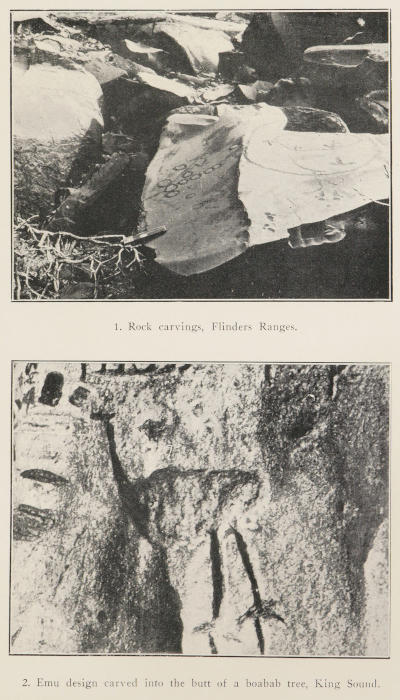 1. Rock carvings, Flinders Ranges.
2. Emu design carved into the butt of a boabab tree, King Sound.